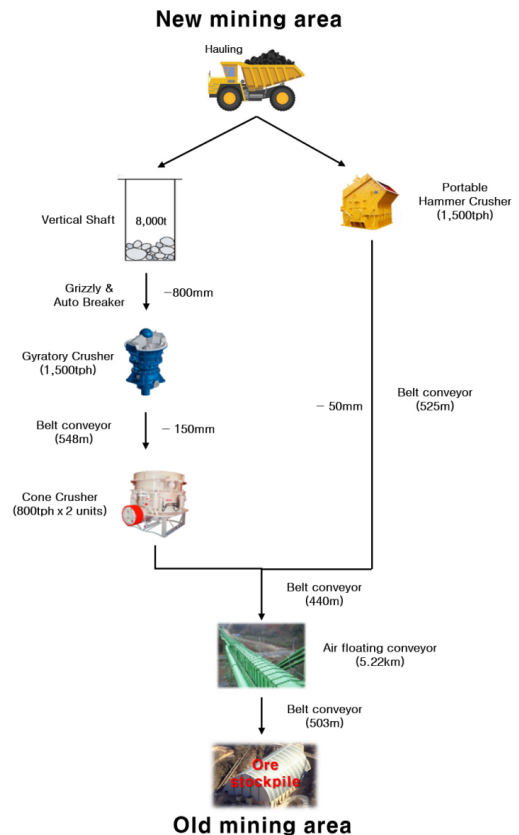 New mining area
Hauling
Vertical Shaft
8,000t
Portable
Hammer Crusher
(1,500tph)
Grizzly &
Auto Breaker
-800mm
Gyratory Crusher
(1,500tph)
Belt conveyor
(548m)
- 150mm
- 50mm
Belt conveyor
(525m)
Cone Crusher
(800tph x 2 units)
Belt conveyor
(440m)
Air floating conveyor
(5.22km)
Belt conveyor
(503m)
Ore
stockpile
Old mining area